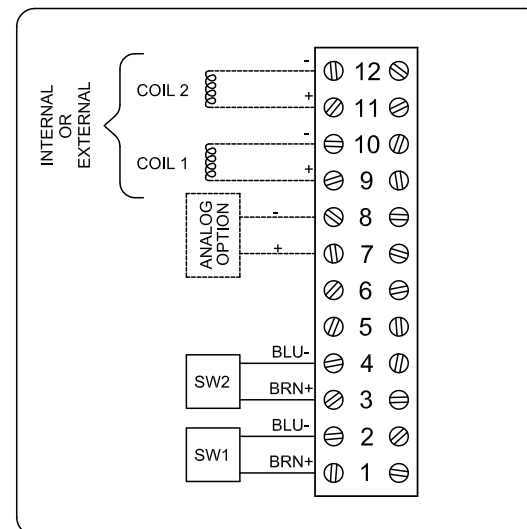 INTERNAL
OR
EXTERNAL
COIL 2
-
+
COIL 1
-
+
ANALOG
OPTION
-
+
SW2
BLU-
BRN+
SW1
BLU-
BRN+
12
11
10
9
8
7
6
5
4
3
2
1